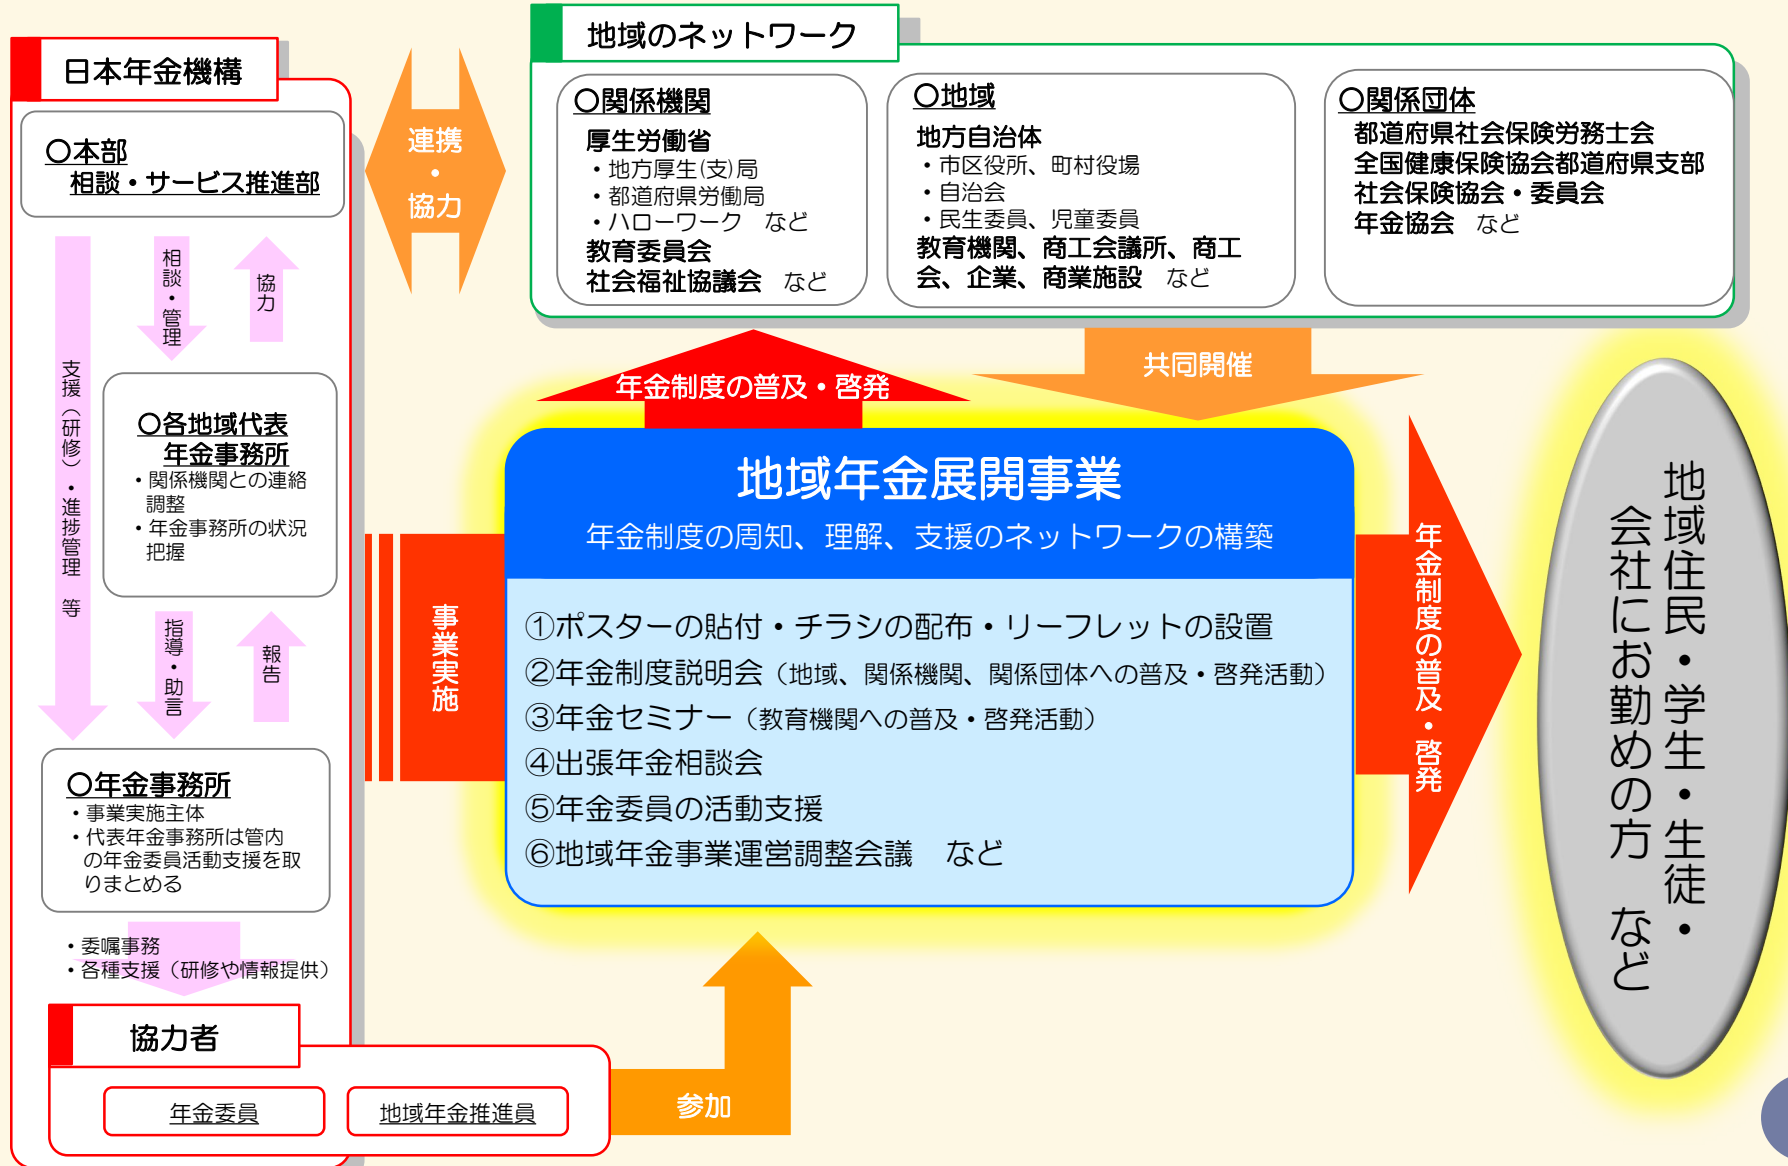 日本年金機構
〇本部
相談・サービス推進部
相談・管理
協力
支援（研修）・進捗管理　等
〇各地域代表
年金事務所
・関係機関との連絡
調整
・年金事務所の状況
把握
指導・助言
報告
〇年金事務所
・事業実施主体
・代表年金事務所は管内
の年金委員活動支援を取
りまとめる
・委嘱事務
・各種支援（研修や情報提供）
協力者
年金委員
地域年金推進員
連携
・
協力
地域のネットワーク
〇関係機関
厚生労働省
・地方厚生(支)局
・都道府県労働局
・ハローワーク　など
教育委員会
社会福祉協議会　など
〇地域
地方自治体
・市区役所、町村役場
・自治会
・民生委員、児童委員
教育機関、商工会議所、商工
会、企業、商業施設　など
〇関係団体
都道府県社会保険労務士会
全国健康保険協会都道府県支部
社会保険協会・委員会
年金協会　など
年金制度の普及・啓発
共同開催
事業実施
地域年金展開事業
年金制度の周知、理解、支援のネットワークの構築
①ポスターの貼付・チラシの配布・リーフレットの設置
②年金制度説明会（地域、関係機関、関係団体への普及・啓発活動）
③年金セミナー（教育機関への普及・啓発活動）
④出張年金相談会
⑤年金委員の活動支援
⑥地域年金事業運営調整会議　など
参加
年金制度の普及・啓発
地域住民・学生・生徒・
会社にお勤めの方　など